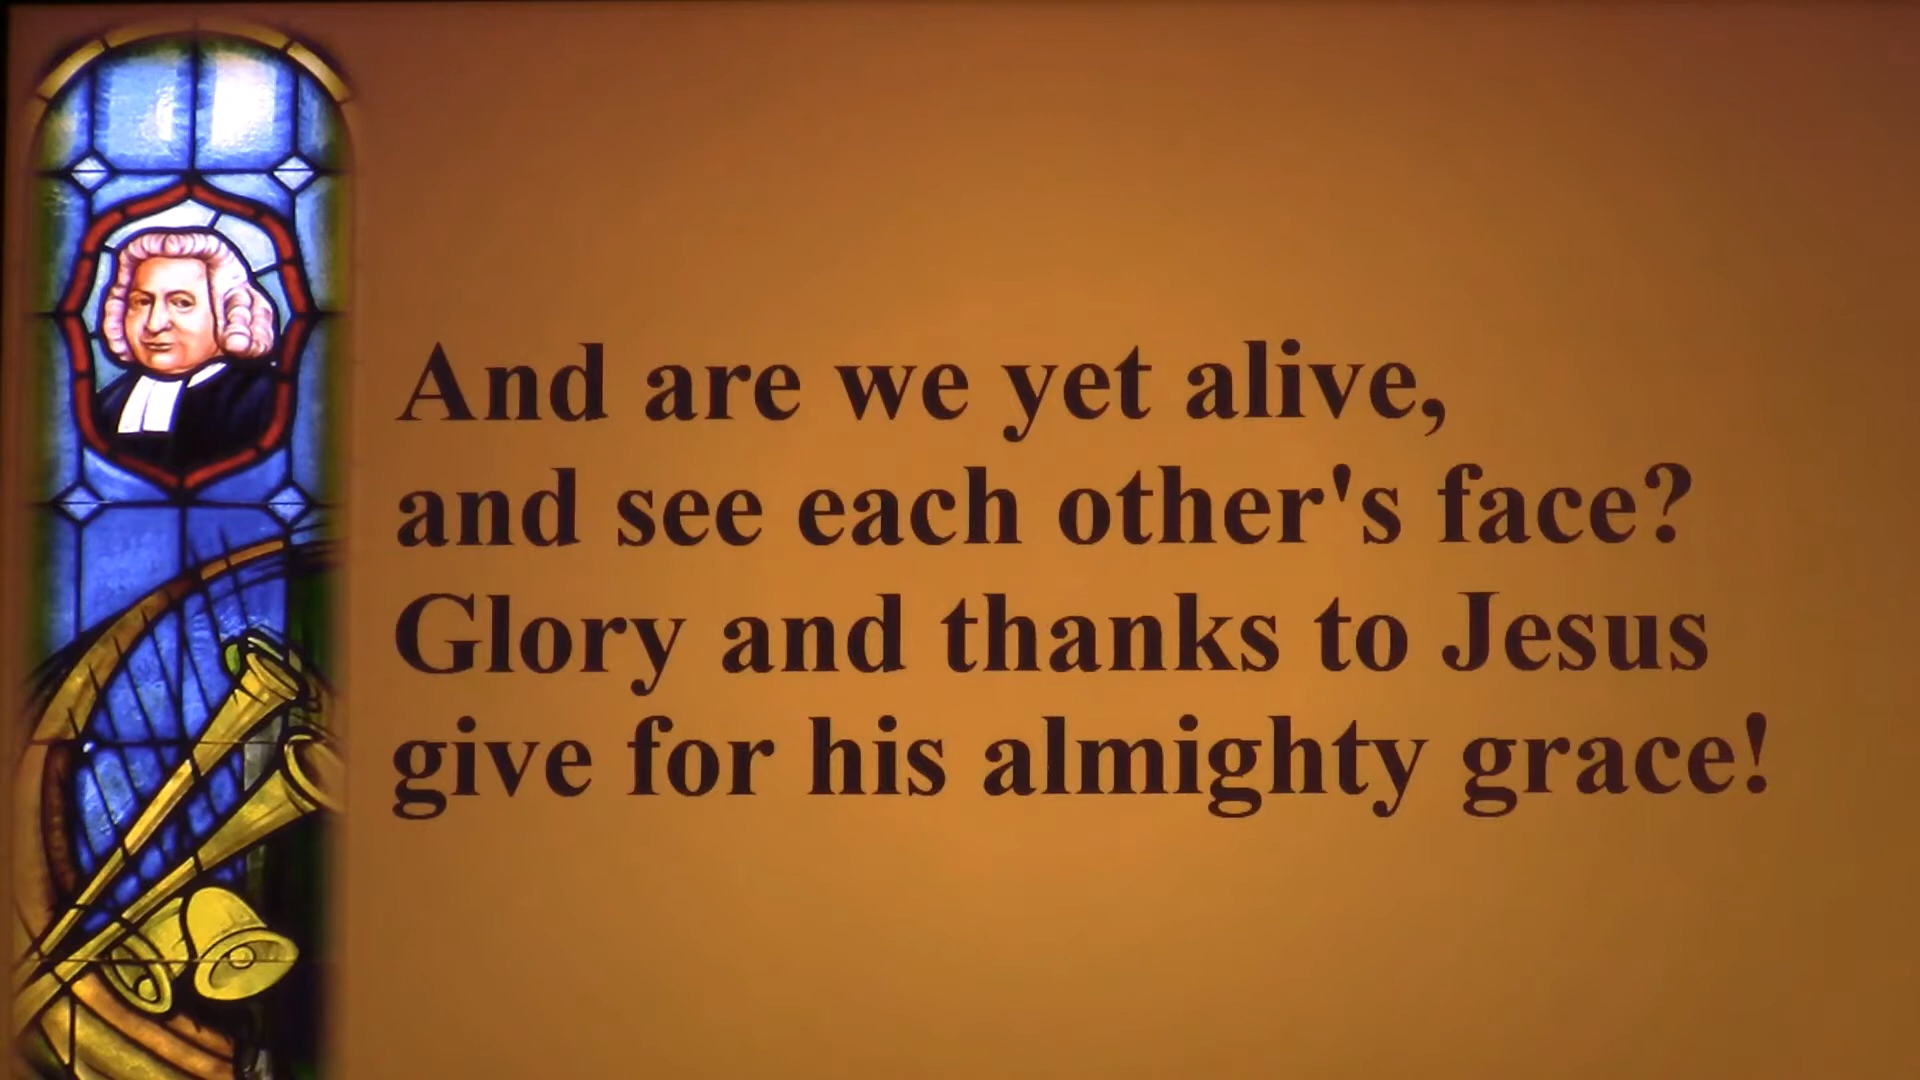 And are we yet alive,
and see each other's face?
Glory and thanks to Jesus
give for his almighty grace!